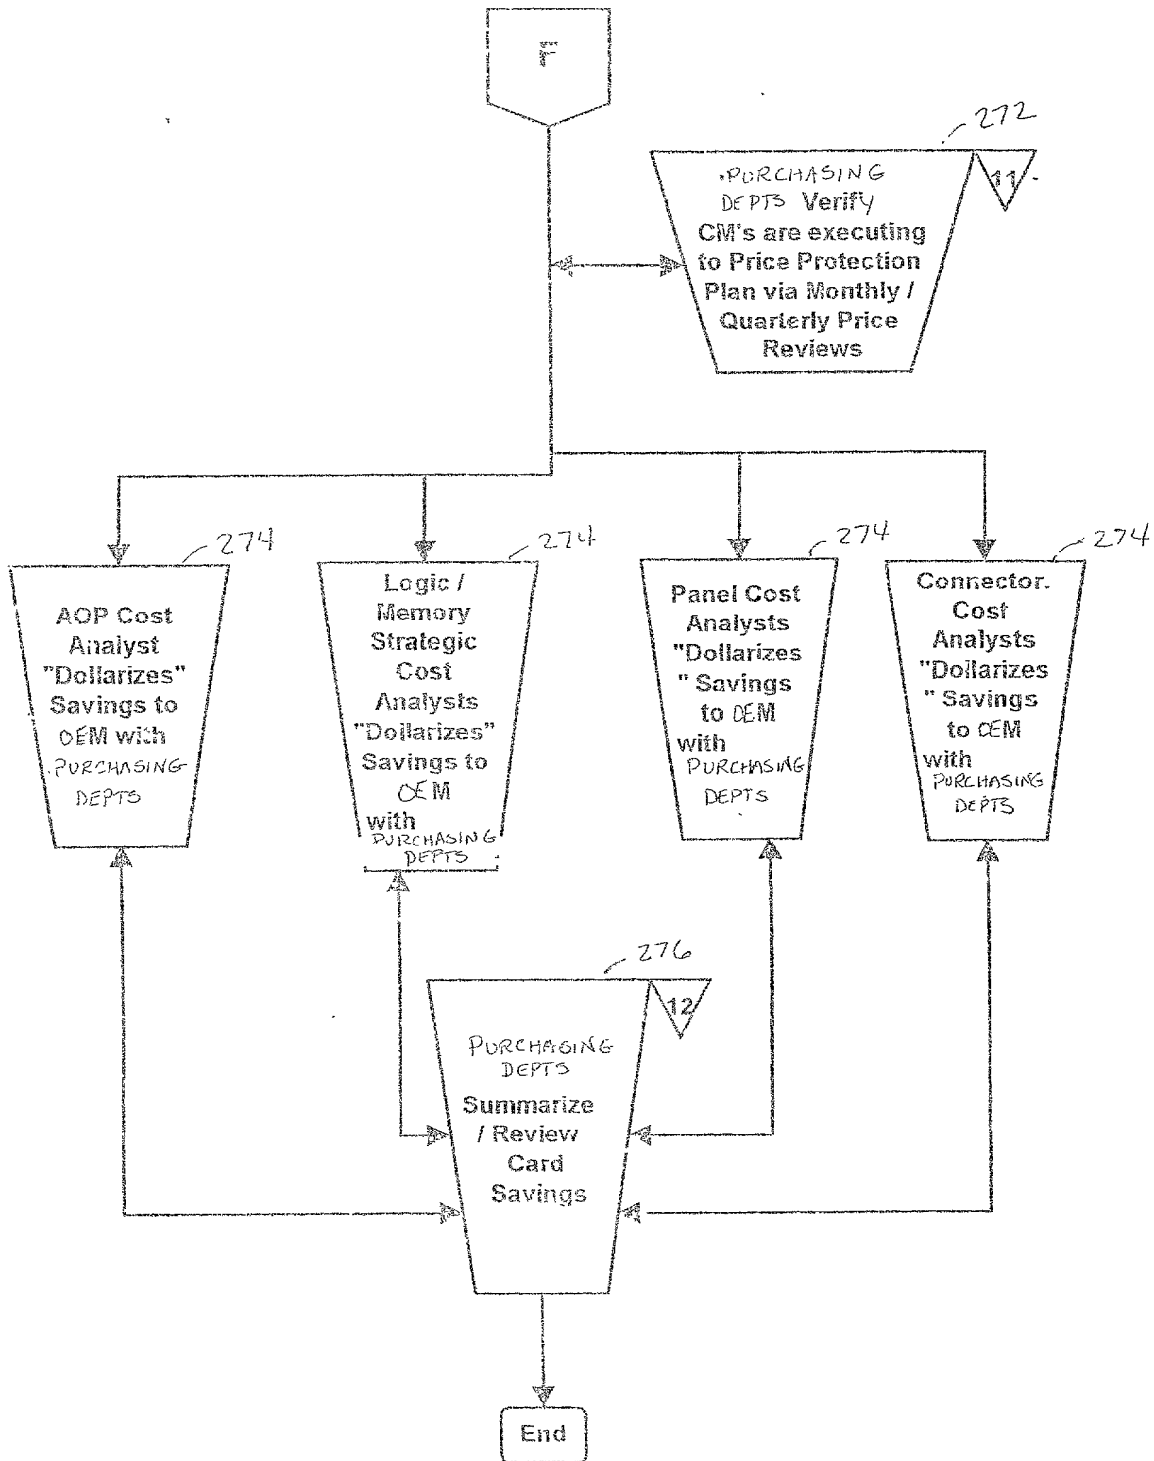 F
272
PURCHASING
DEPTS Verify
CM's are executing
to Price Protection
Plan via Monthly /
Quarterly Price
Reviews
11
274
AOP Cost
Analyst
"Dollarizes"
Savings to
OEM with
PURCHASING
DEPTS
274
Logic /
Memory
Strategic
Cost
Analysts
"Dollarizes"
Savings to
OEM
with
PURCHASING
DEPTS
274
Panel Cost
Analysts
"Dollarizes
" Savings
to OEM
with
PURCHASING
DEPTS
274
Connector.
Cost
Analysts
"Dollarizes
" Savings
to OEM
with
PURCHASING
DEPTS
276
12
PURCHASING
DEPTS
Summarize
/ Review
Card
Savings
End